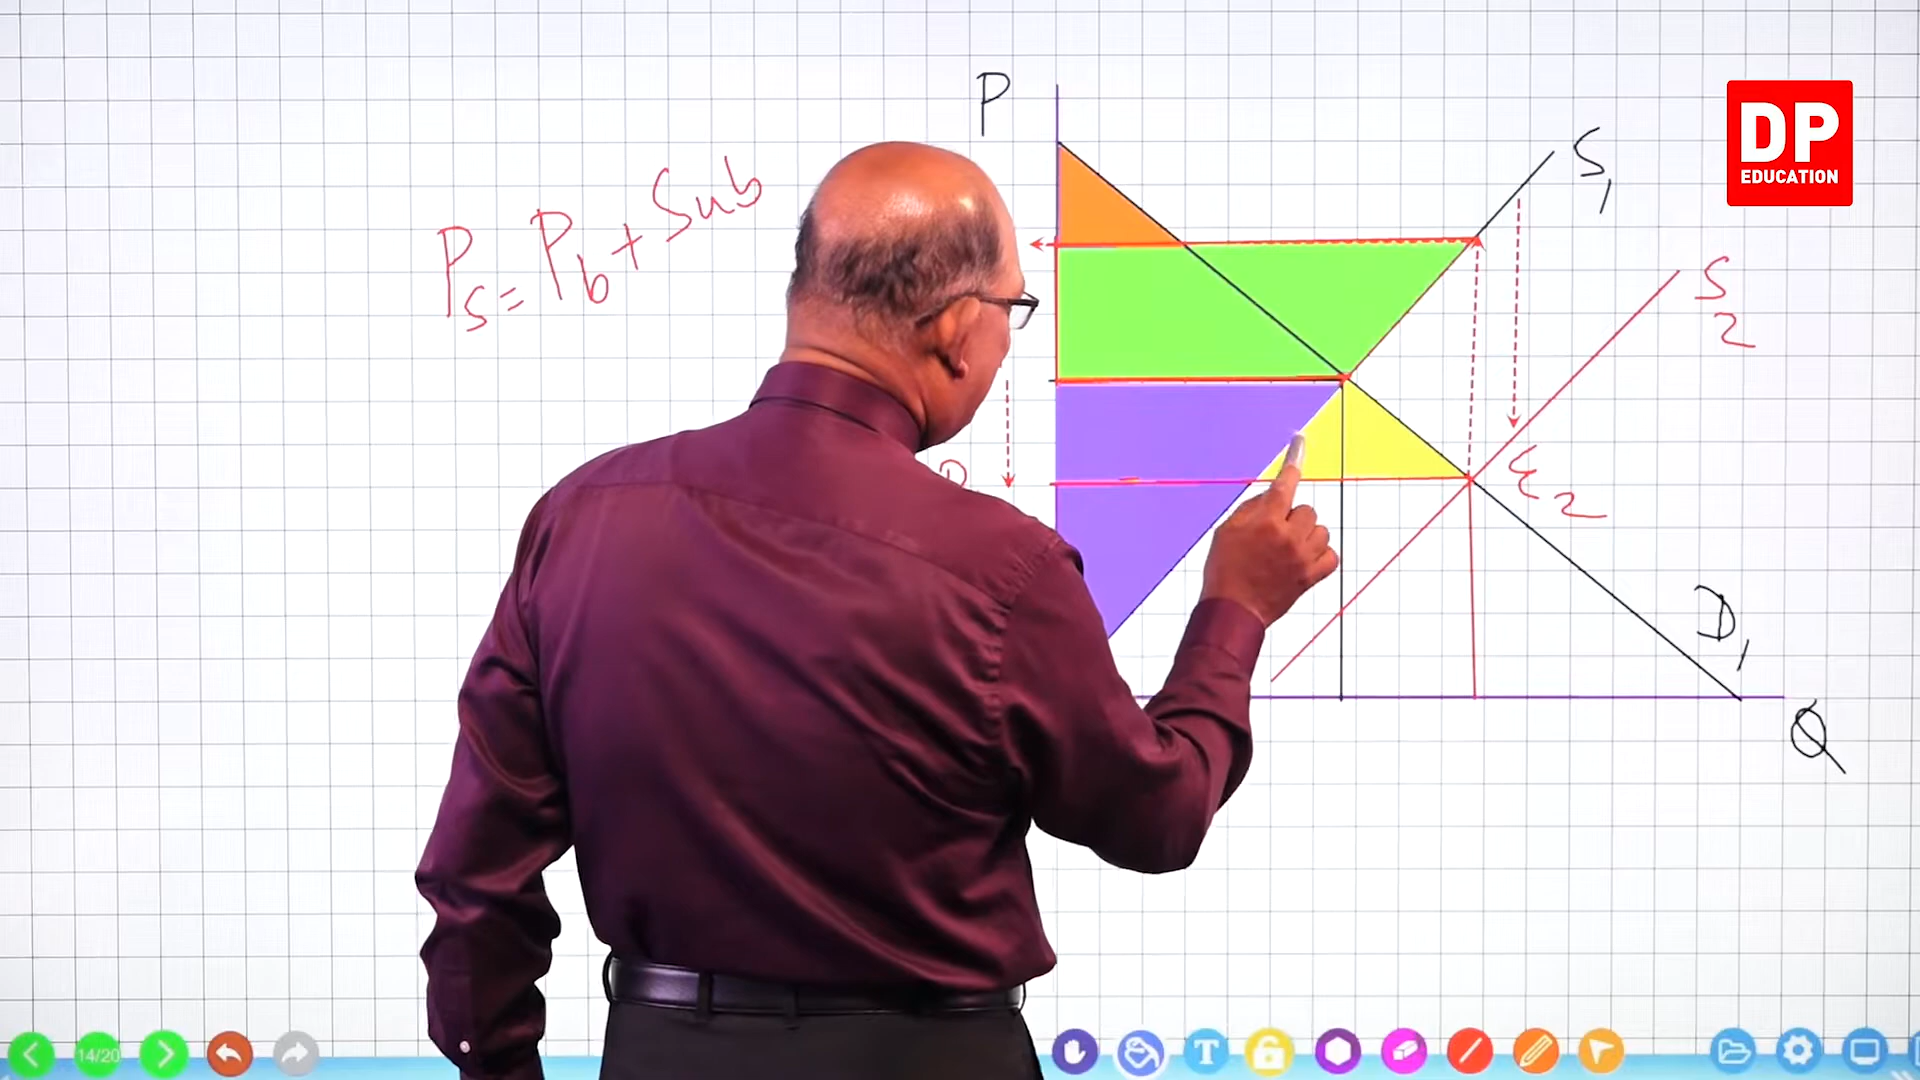 P
DP
EDUCATION
S1
Ps = Pb + Sub
S2
E2
D1
Q
14/20
T